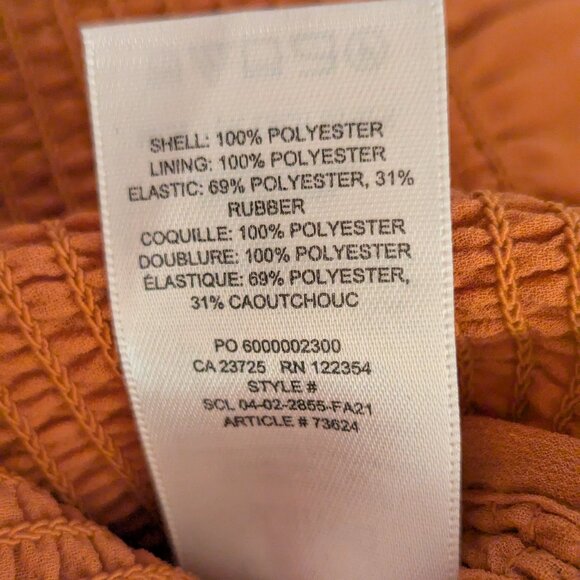 SHELL: 100% POLYESTER
LINING: 100% POLYESTER
ELASTIC: 69% POLYESTER, 31%
RUBBER
COQUILLE: 100% POLYESTER
DOUBLURE: 100% POLYESTER
ÉLASTIQUE: 69% POLYESTER,
31% CAOUTCHOUC
PO 6000002300
CA 23725 RN 122354
STYLE #
SCL 04-02-2855-FA21
ARTICLE # 73624